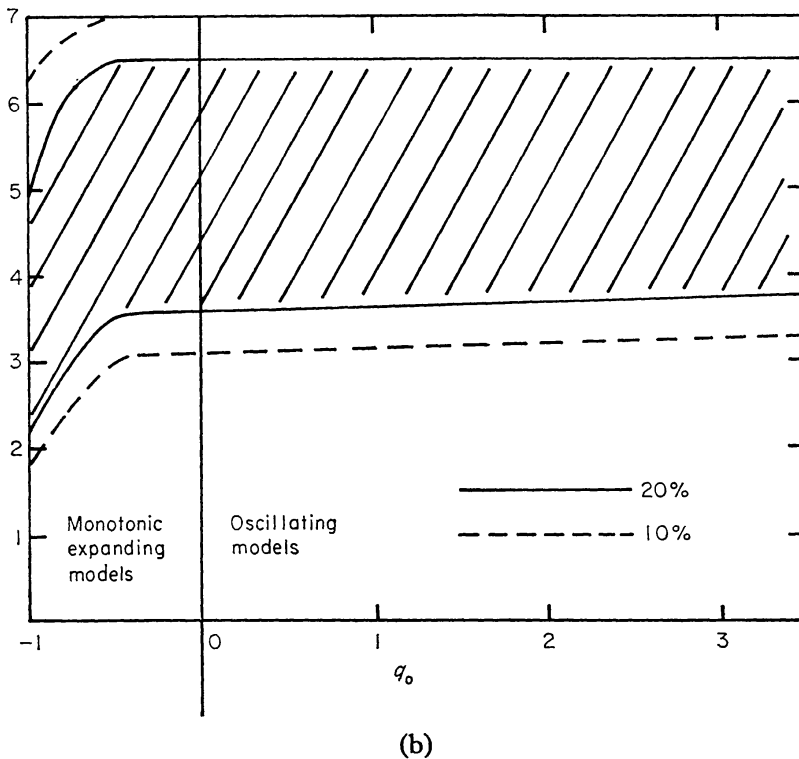 7
6
5
4
3
2
1
20%
10%
Monotonic
expanding
models
Oscillating
models
−1
0
1
2
3
q₀
(b)